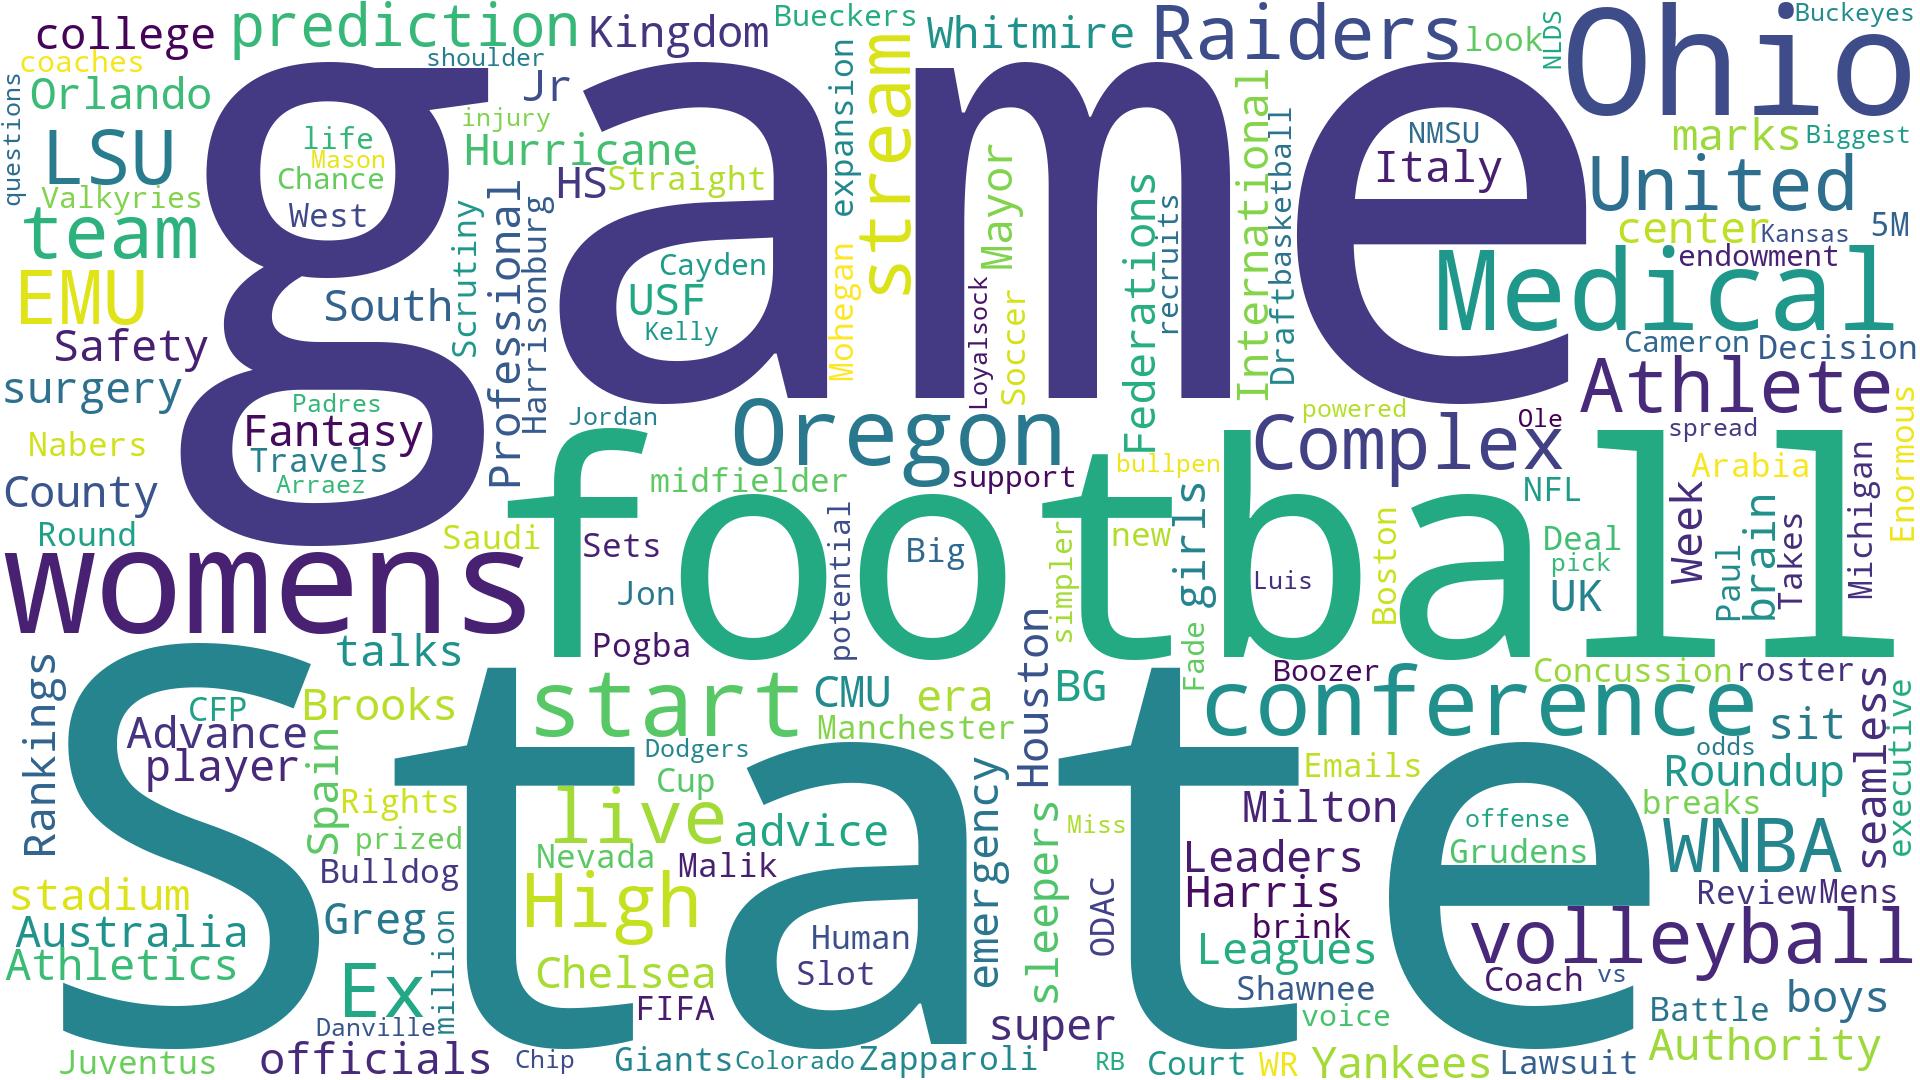 college
prediction
Kingdom
Bueckers
Whitmire
Raiders
look
NLDS
Ohio
Buckeyes
coaches
shoulder
Orlando
Jr
expansion
stream
questions
LSU
game
life
Mason
Chance
West
injury
Hurricane
HS
Straight
Mayor
International
Draftbasketball
NMSU
Italy
marks
Biggest
United
Valkyries
team
Scrutiny
Professional
Harrisonburg
Federations
recruits
center
Kansas
5M
endowment
EMU
South
Cayden
USF
Kelly
Mohegan
Loyalsock
Soccer
Medical
Safety
Cameron
Decision
surgery
Padres
Fantasy
Travels
Arraez
Jordan
Oregon
powered
Complex
Ole
Athlete
spread
Enormous
Nabers
County
support
midfielder
bullpen
NFL
Arabia
Week
Michigan
Round
womens
football
Saudi
Sets
Jon
Pogba
potential
Big
simpler
new
girls
Luis
Boston
Deal
pick
UK
Paul
brain
Takes
talks
Fade
Houston
Boozer
Concussion
roster
Rankings
State
CFP
Advance
player
Brooks
start
CMU
era
Manchester
BG
conference
sit
seamless
executive
Spain
Rights
prized
Dodgers
Cup
live
advice
emergency
Emails
odds
Roundup
breaks
Nevada
Malik
sleepers
Miss
Milton
offense
Grudens
WNBA
Bulldog
High
Leaders
Harris
Review
Mens
stadium
Greg
million
Human
Slot
ODAC
brink
Leagues
volleyball
Australia
Athletics
Ex
Chelsea
FIFA
Shawnee
Coach
vs
boys
Battle
Danville
super
voice
Authority
Juventus
officials
Chip
Giants
Colorado
Zapparoli
RB
Court
WR
Yankees
Lawsuit